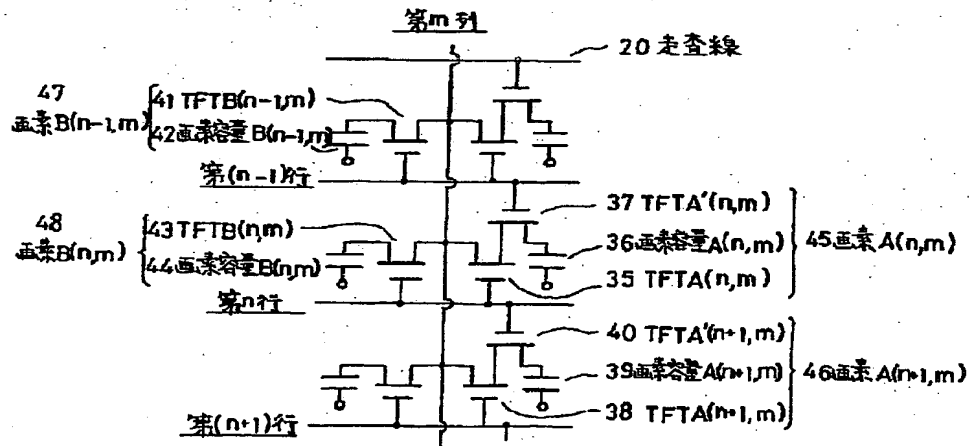 第m列
20 走査線
47
画素B(n-1,m)
41 TFTB(n-1,m)
42画素容量B(n-1,m)
第(n-1)行
37 TFTA'(n,m)
36画素容量A(n,m)
35 TFTA(n,m)
45画素A(n,m)
48
画素B(n,m)
43TFTB(n,m)
44画素容量B(n,m)
第n行
40 TFTA'(n+1,m)
39画素容量A(n+1,m)
38 TFTA(n+1,m)
46画素A(n+1,m)
第(n+1)行